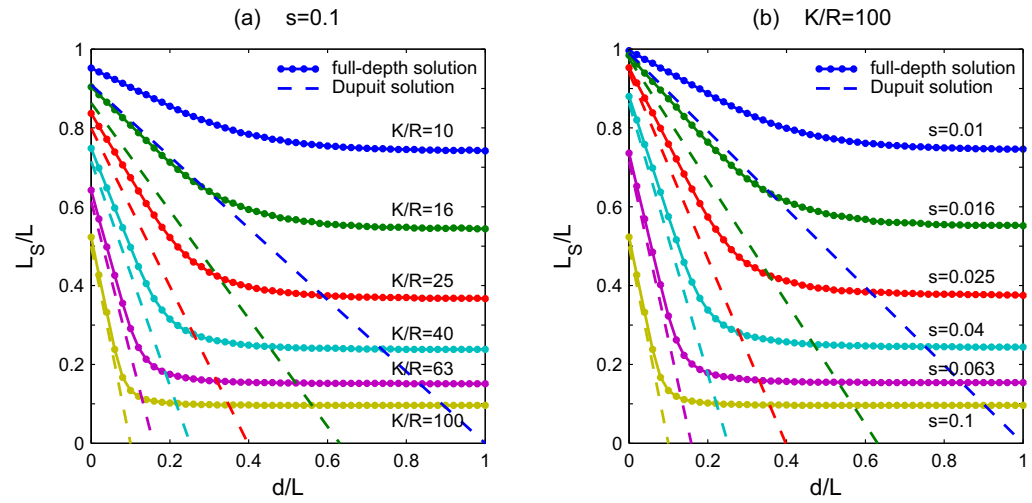 (a) s=0.1
1
full-depth solution
Dupuit solution
0.8
K/R=10
0.6
K/R=16
L_S/L
0.4
K/R=25
K/R=40
0.2
K/R=63
K/R=100
0
0 0.2 0.4 0.6 0.8 1
d/L
(b) K/R=100
1
full-depth solution
Dupuit solution
0.8
s=0.01
0.6
s=0.016
L_S/L
0.4
s=0.025
s=0.04
0.2
s=0.063
s=0.1
0
0 0.2 0.4 0.6 0.8 1
d/L